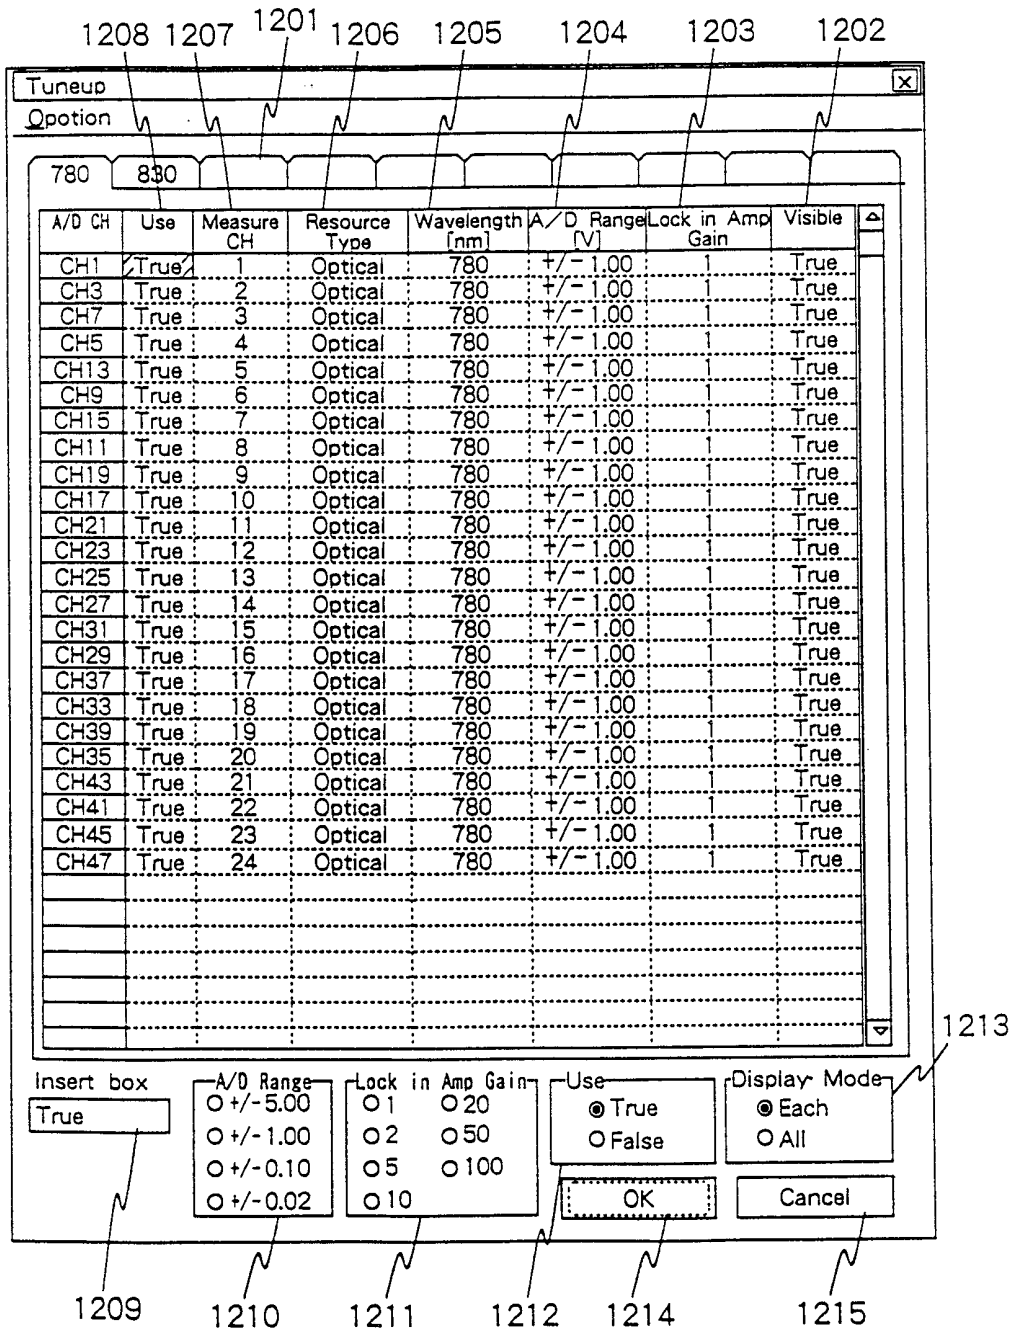 1208 1207 1201 1206 1205 1204 1203 1202
Tuneup
Opotion
780 830
A/D CH Use Measure CH Resource Type Wavelength [nm] A/D Range [V] Lock in Amp Gain Visible
CH1 True 1 Optical 780 +/-1.00 1 True
CH3 True 2 Optical 780 +/-1.00 1 True
CH7 True 3 Optical 780 +/-1.00 1 True
CH5 True 4 Optical 780 +/-1.00 1 True
CH13 True 5 Optical 780 +/-1.00 1 True
CH9 True 6 Optical 780 +/-1.00 1 True
CH15 True 7 Optical 780 +/-1.00 1 True
CH11 True 8 Optical 780 +/-1.00 1 True
CH19 True 9 Optical 780 +/-1.00 1 True
CH17 True 10 Optical 780 +/-1.00 1 True
CH21 True 11 Optical 780 +/-1.00 1 True
CH23 True 12 Optical 780 +/-1.00 1 True
CH25 True 13 Optical 780 +/-1.00 1 True
CH27 True 14 Optical 780 +/-1.00 1 True
CH31 True 15 Optical 780 +/-1.00 1 True
CH29 True 16 Optical 780 +/-1.00 1 True
CH37 True 17 Optical 780 +/-1.00 1 True
CH33 True 18 Optical 780 +/-1.00 1 True
CH39 True 19 Optical 780 +/-1.00 1 True
CH35 True 20 Optical 780 +/-1.00 1 True
CH43 True 21 Optical 780 +/-1.00 1 True
CH41 True 22 Optical 780 +/-1.00 1 True
CH45 True 23 Optical 780 +/-1.00 1 True
CH47 True 24 Optical 780 +/-1.00 1 True
1213
Insert box
True
A/D Range
+/-5.00
+/-1.00
+/-0.10
+/-0.02
Lock in Amp Gain
1 20
2 50
5 100
10
Use
True
False
Display Mode
Each
All
OK
Cancel
1209 1210 1211 1212 1214 1215